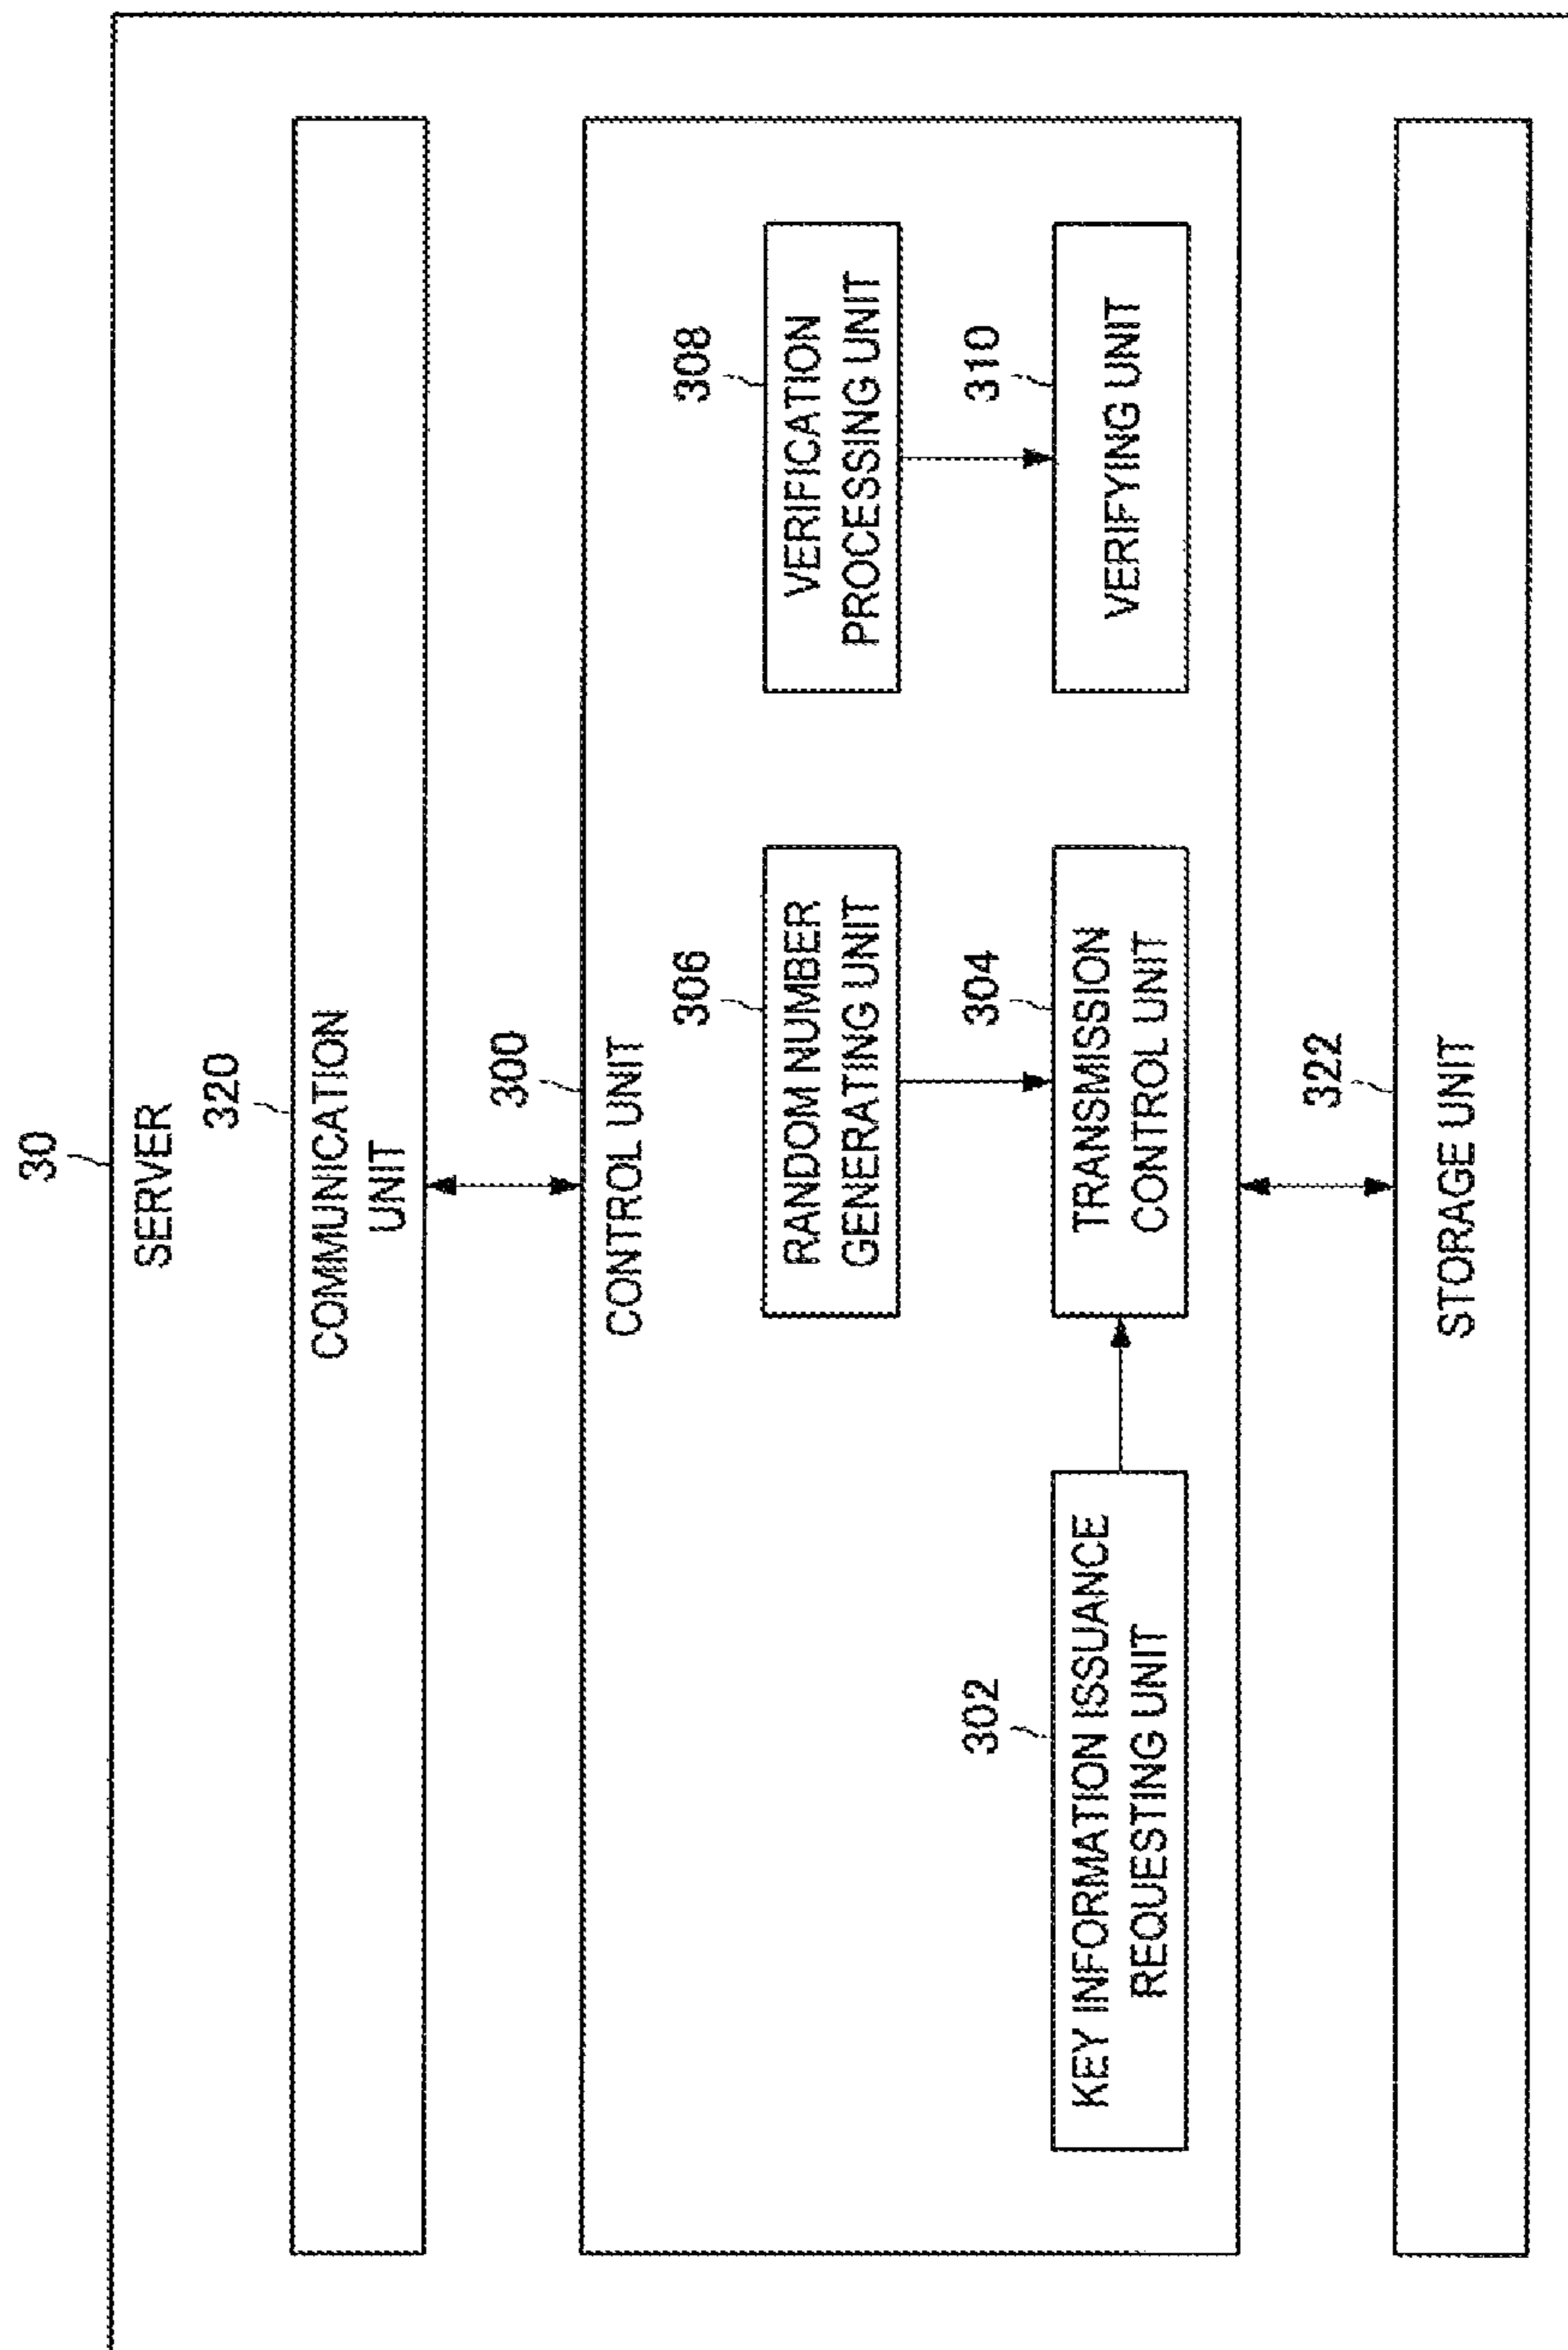 30
SERVER
320
COMMUNICATION
UNIT
300
CONTROL UNIT
306
RANDOM NUMBER
GENERATING UNIT
308
VERIFICATION
PROCESSING UNIT
302
KEY INFORMATION ISSUANCE
REQUESTING UNIT
304
TRANSMISSION
CONTROL UNIT
310
VERIFYING UNIT
322
STORAGE UNIT